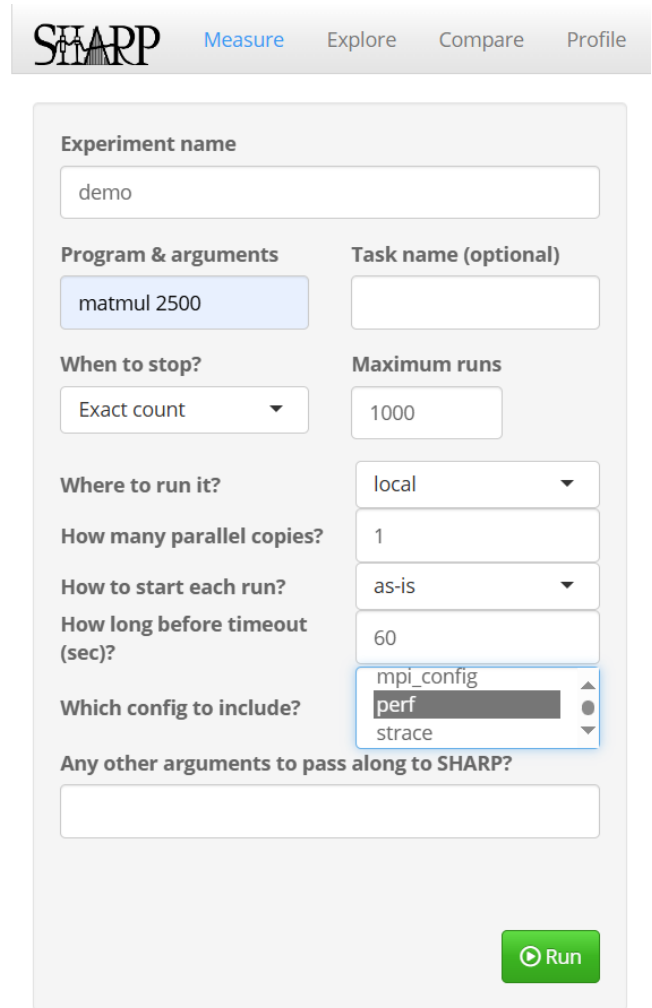 SHARP Measure Explore Compare Profile
Experiment name
demo
Program & arguments Task name (optional)
matmul 2500
When to stop? Maximum runs
Exact count 1000
Where to run it? local
How many parallel copies? 1
How to start each run? as-is
How long before timeout
(sec)? 60
mpi_config
Which config to include? perf
strace
Any other arguments to pass along to SHARP?
Run